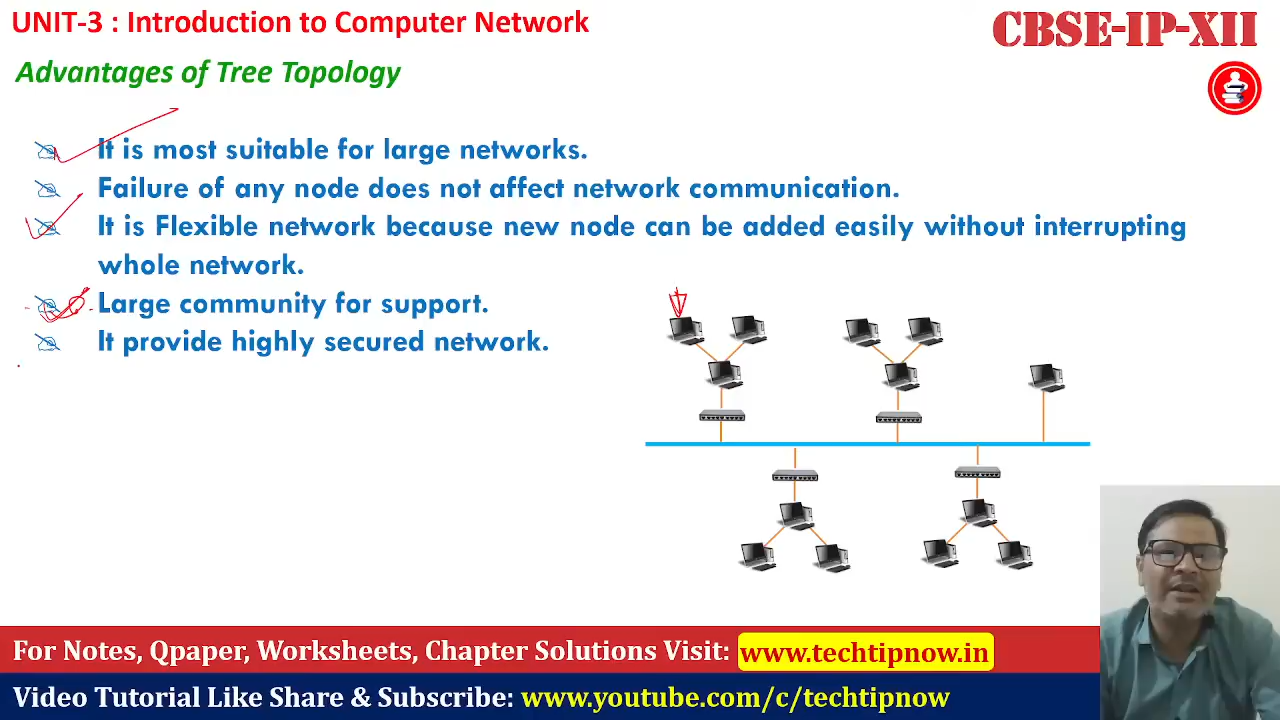 UNIT-3 : Introduction to Computer Network
CBSE-IP-XII
Advantages of Tree Topology
It is most suitable for large networks.
Failure of any node does not affect network communication.
It is Flexible network because new node can be added easily without interrupting
whole network.
Large community for support.
It provide highly secured network.
For Notes, Qpaper, Worksheets, Chapter Solutions Visit: www.techtipnow.in
Video Tutorial Like Share & Subscribe: www.youtube.com/c/techtipnow